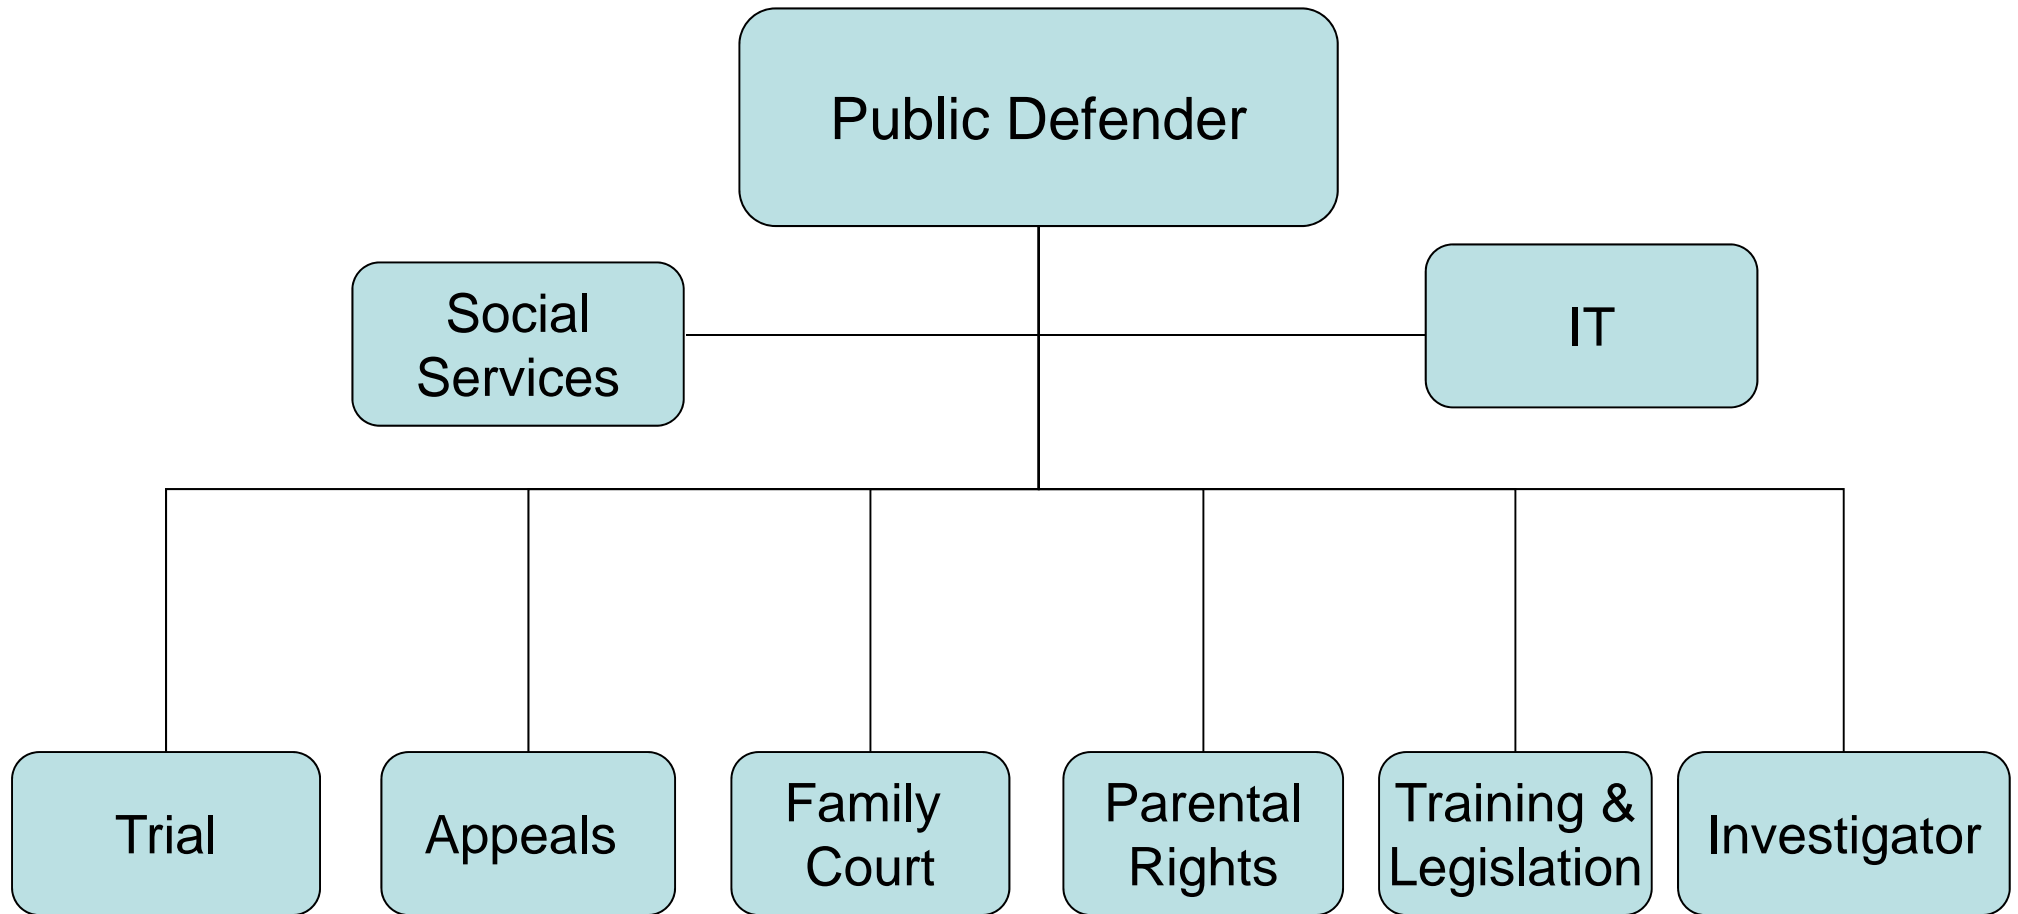 Public Defender
Social
Services
IT
Trial
Appeals
Family
Court
Parental
Rights
Training &
Legislation
Investigator